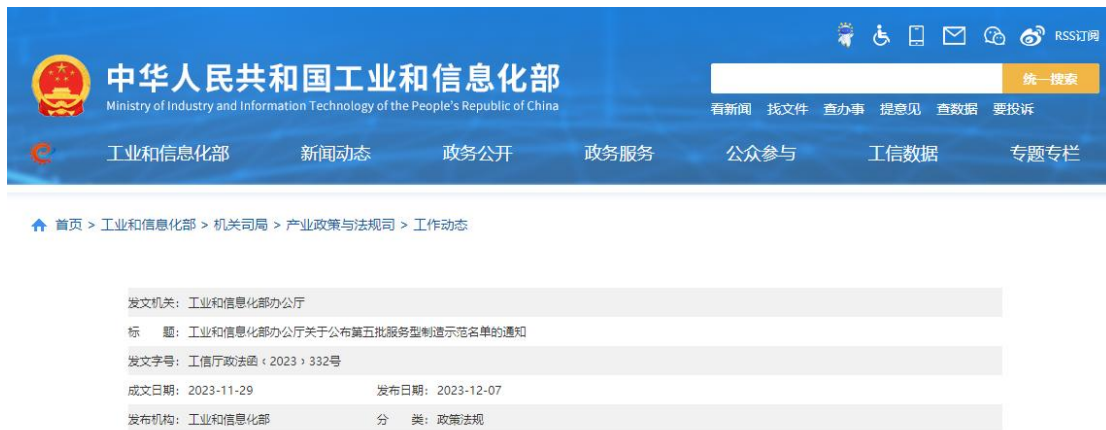 RSS订阅
中华人民共和国工业和信息化部
Ministry of Industry and Information Technology of the People's Republic of China
统一搜索
看新闻 找文件 查办事 提意见 查数据 要投诉
工业和信息化部 新闻动态 政务公开 政务服务 公众参与 工信数据 专题专栏
首页 > 工业和信息化部 > 机关司局 > 产业政策与法规司 > 工作动态
发文机关：工业和信息化部办公厅
标 题：工业和信息化部办公厅关于公布第五批服务型制造示范名单的通知
发文字号：工信厅政法函﹝2023﹞332号
成文日期：2023-11-29 发布日期：2023-12-07
发布机构：工业和信息化部 分 类：政策法规